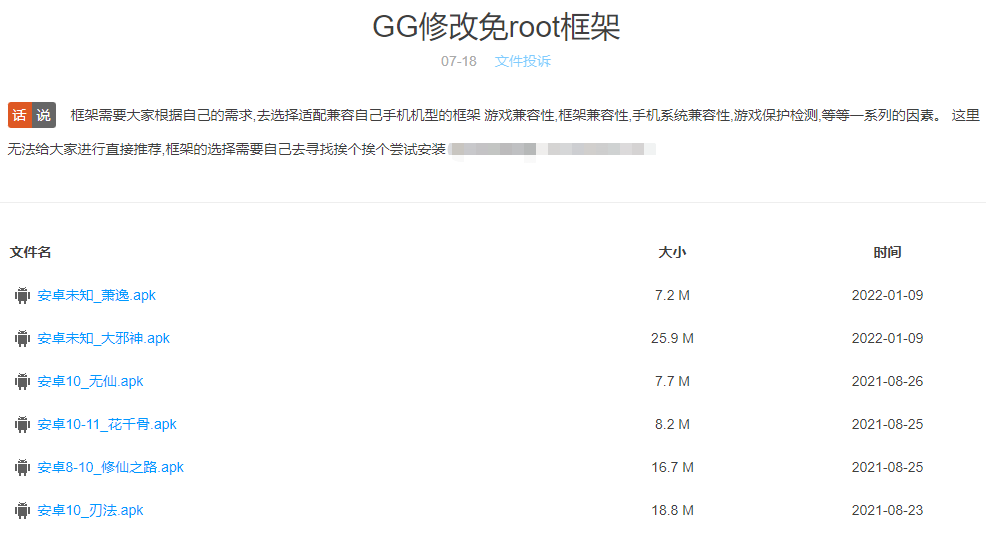 GG修改免root框架
07-18 文件投诉
话说 框架需要大家根据自己的需求,去选择适配兼容自己手机机型的框架 游戏兼容性,框架兼容性,手机系统兼容性,游戏保护检测,等等一系列的因素。 这里
无法给大家进行直接推荐,框架的选择需要自己去寻找挨个挨个尝试安装
文件名 大小 时间
安卓未知_萧逸.apk 7.2 M 2022-01-09
安卓未知_大邪神.apk 25.9 M 2022-01-09
安卓10_无仙.apk 7.7 M 2021-08-26
安卓10-11_花千骨.apk 8.2 M 2021-08-25
安卓8-10_修仙之路.apk 16.7 M 2021-08-25
安卓10_刃法.apk 18.8 M 2021-08-23